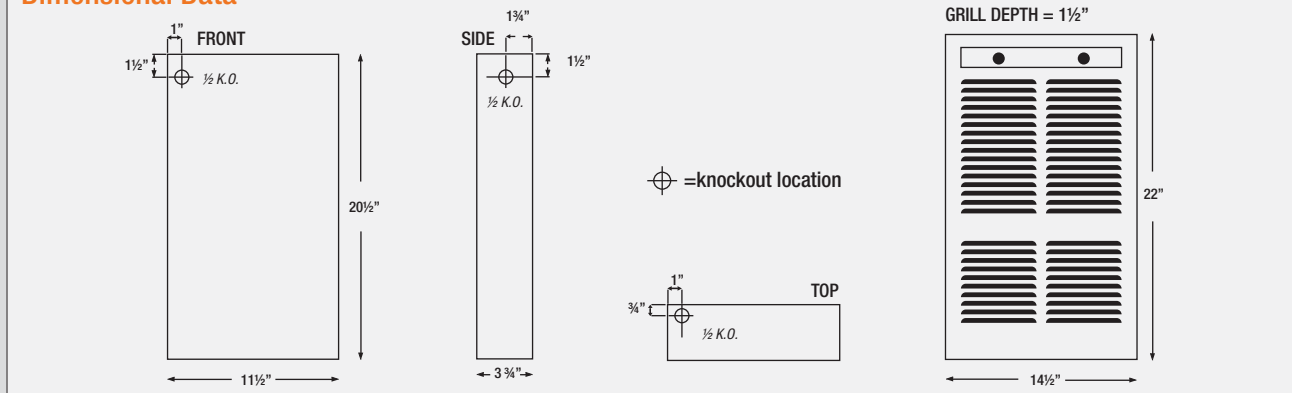 Dimensional Data
1”
FRONT
1½”
½ K.O.
20½”
11½”
1¾”
SIDE
1½”
½ K.O.
3 ¾”
=knockout location
1”
TOP
¾”
½ K.O.
GRILL DEPTH = 1½”
22”
14½”